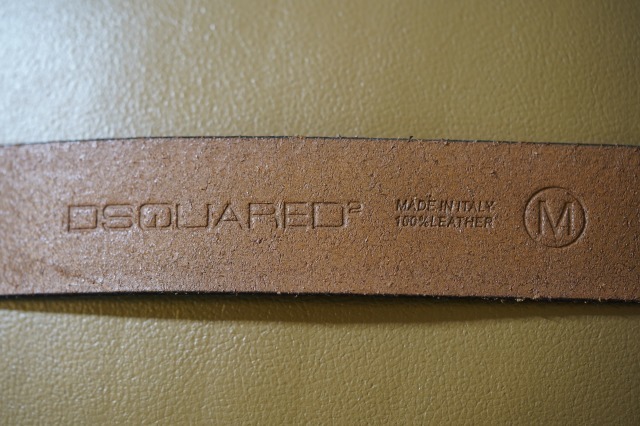 DSQUARED²
MADE IN ITALY
100% LEATHER
M